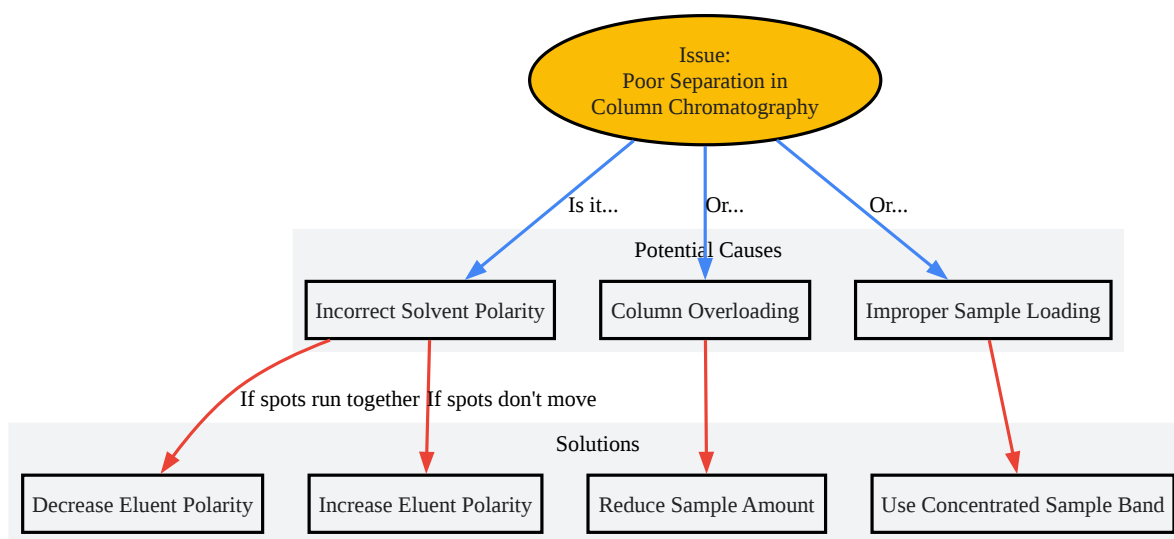 Issue:
Poor Separation in
Column Chromatography
Is it...
Or...
Or...
Potential Causes
Incorrect Solvent Polarity
Column Overloading
Improper Sample Loading
If spots run together
If spots don't move
Solutions
Decrease Eluent Polarity
Increase Eluent Polarity
Reduce Sample Amount
Use Concentrated Sample Band